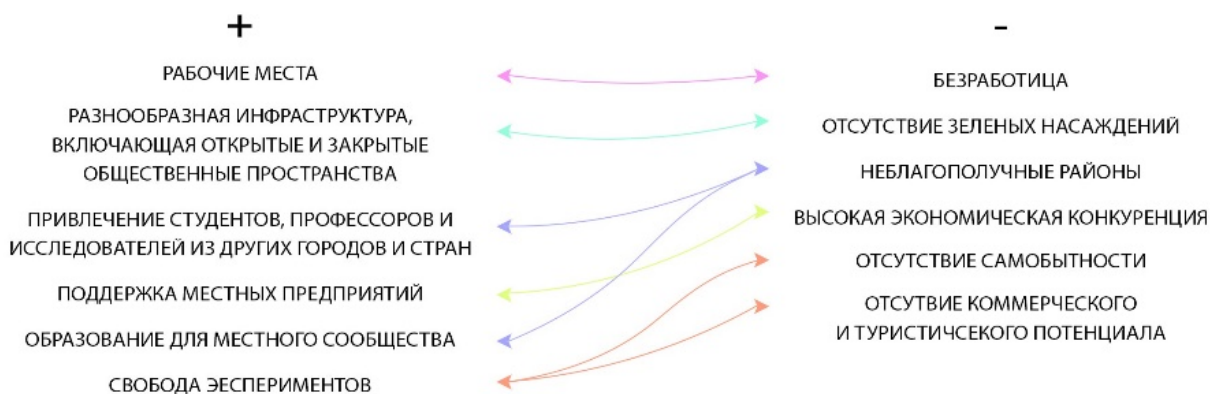 +
РАБОЧИЕ МЕСТА
РАЗНООБРАЗНАЯ ИНФРАСТРУКТУРА,
ВКЛЮЧАЮЩАЯ ОТКРЫТЫЕ И ЗАКРЫТЫЕ
ОБЩЕСТВЕННЫЕ ПРОСТРАНСТВА
ПРИВЛЕЧЕНИЕ СТУДЕНТОВ, ПРОФЕССОРОВ И
ИССЛЕДОВАТЕЛЕЙ ИЗ ДРУГИХ ГОРОДОВ И СТРАН
ПОДДЕРЖКА МЕСТНЫХ ПРЕДПРИЯТИЙ
ОБРАЗОВАНИЕ ДЛЯ МЕСТНОГО СООБЩЕСТВА
СВОБОДА ЭЕСПЕРИМЕНТОВ
-
БЕЗРАБОТИЦА
ОТСУТСТВИЕ ЗЕЛЕНЫХ НАСАЖДЕНИЙ
НЕБЛАГОПОЛУЧНЫЕ РАЙОНЫ
ВЫСОКАЯ ЭКОНОМИЧЕСКАЯ КОНКУРЕНЦИЯ
ОТСУТСТВИЕ САМОБЫТНОСТИ
ОТСУТВИЕ КОММЕРЧЕСКОГО
И ТУРИСТИЧСЕКОГО ПОТЕНЦИАЛА